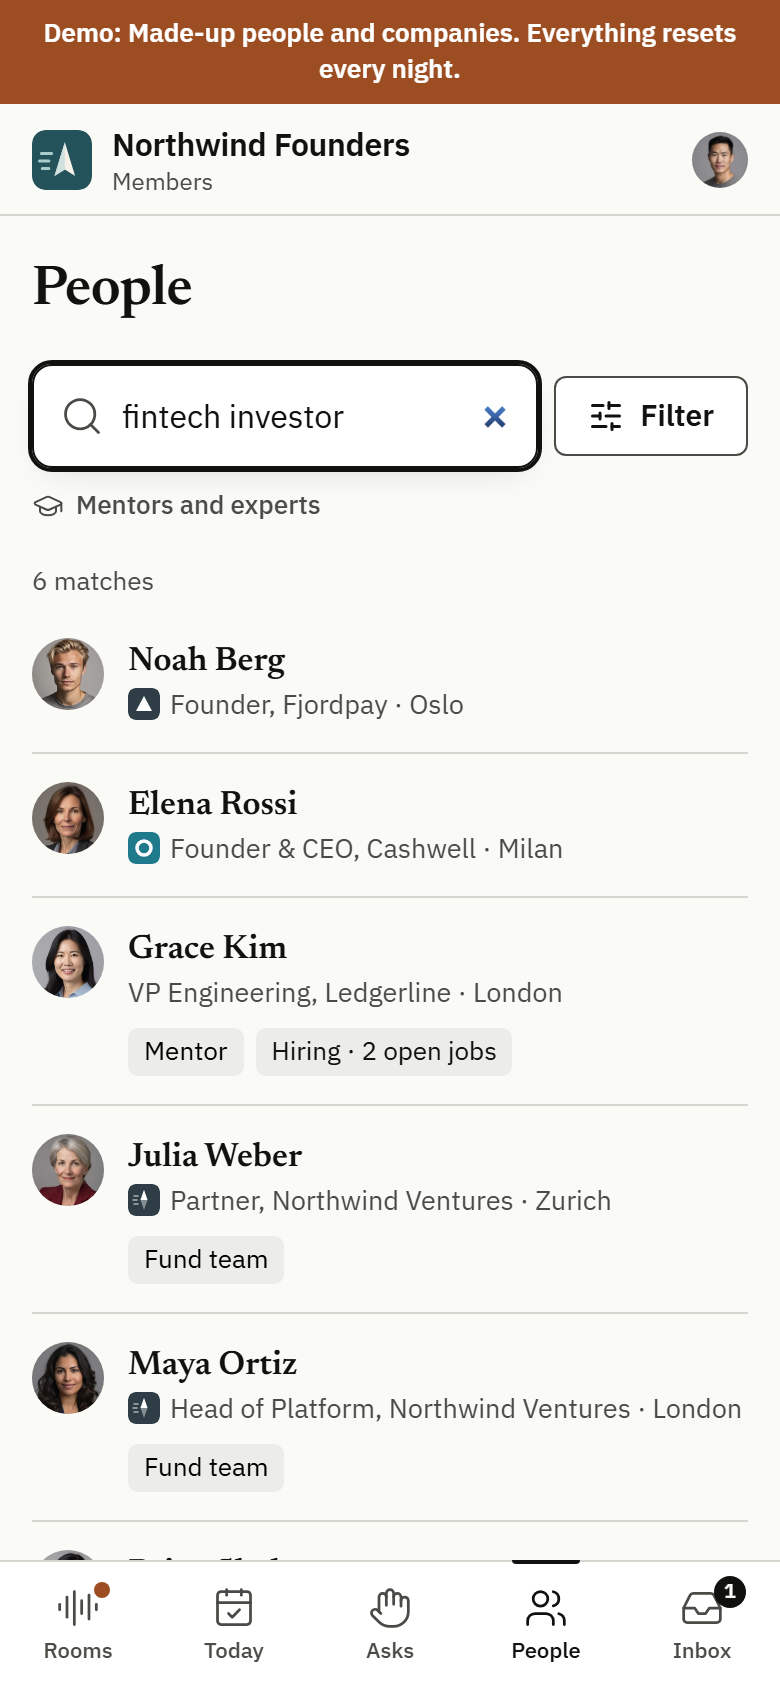 Demo: Made-up people and companies. Everything resets
every night.
Northwind Founders
Members
People
fintech investor
Filter
Mentors and experts
6 matches
Noah Berg
Founder, Fjordpay · Oslo
Elena Rossi
Founder & CEO, Cashwell · Milan
Grace Kim
VP Engineering, Ledgerline · London
Mentor
Hiring · 2 open jobs
Julia Weber
Partner, Northwind Ventures · Zurich
Fund team
Maya Ortiz
Head of Platform, Northwind Ventures · London
Fund team
Rooms
Today
Asks
People
1
Inbox